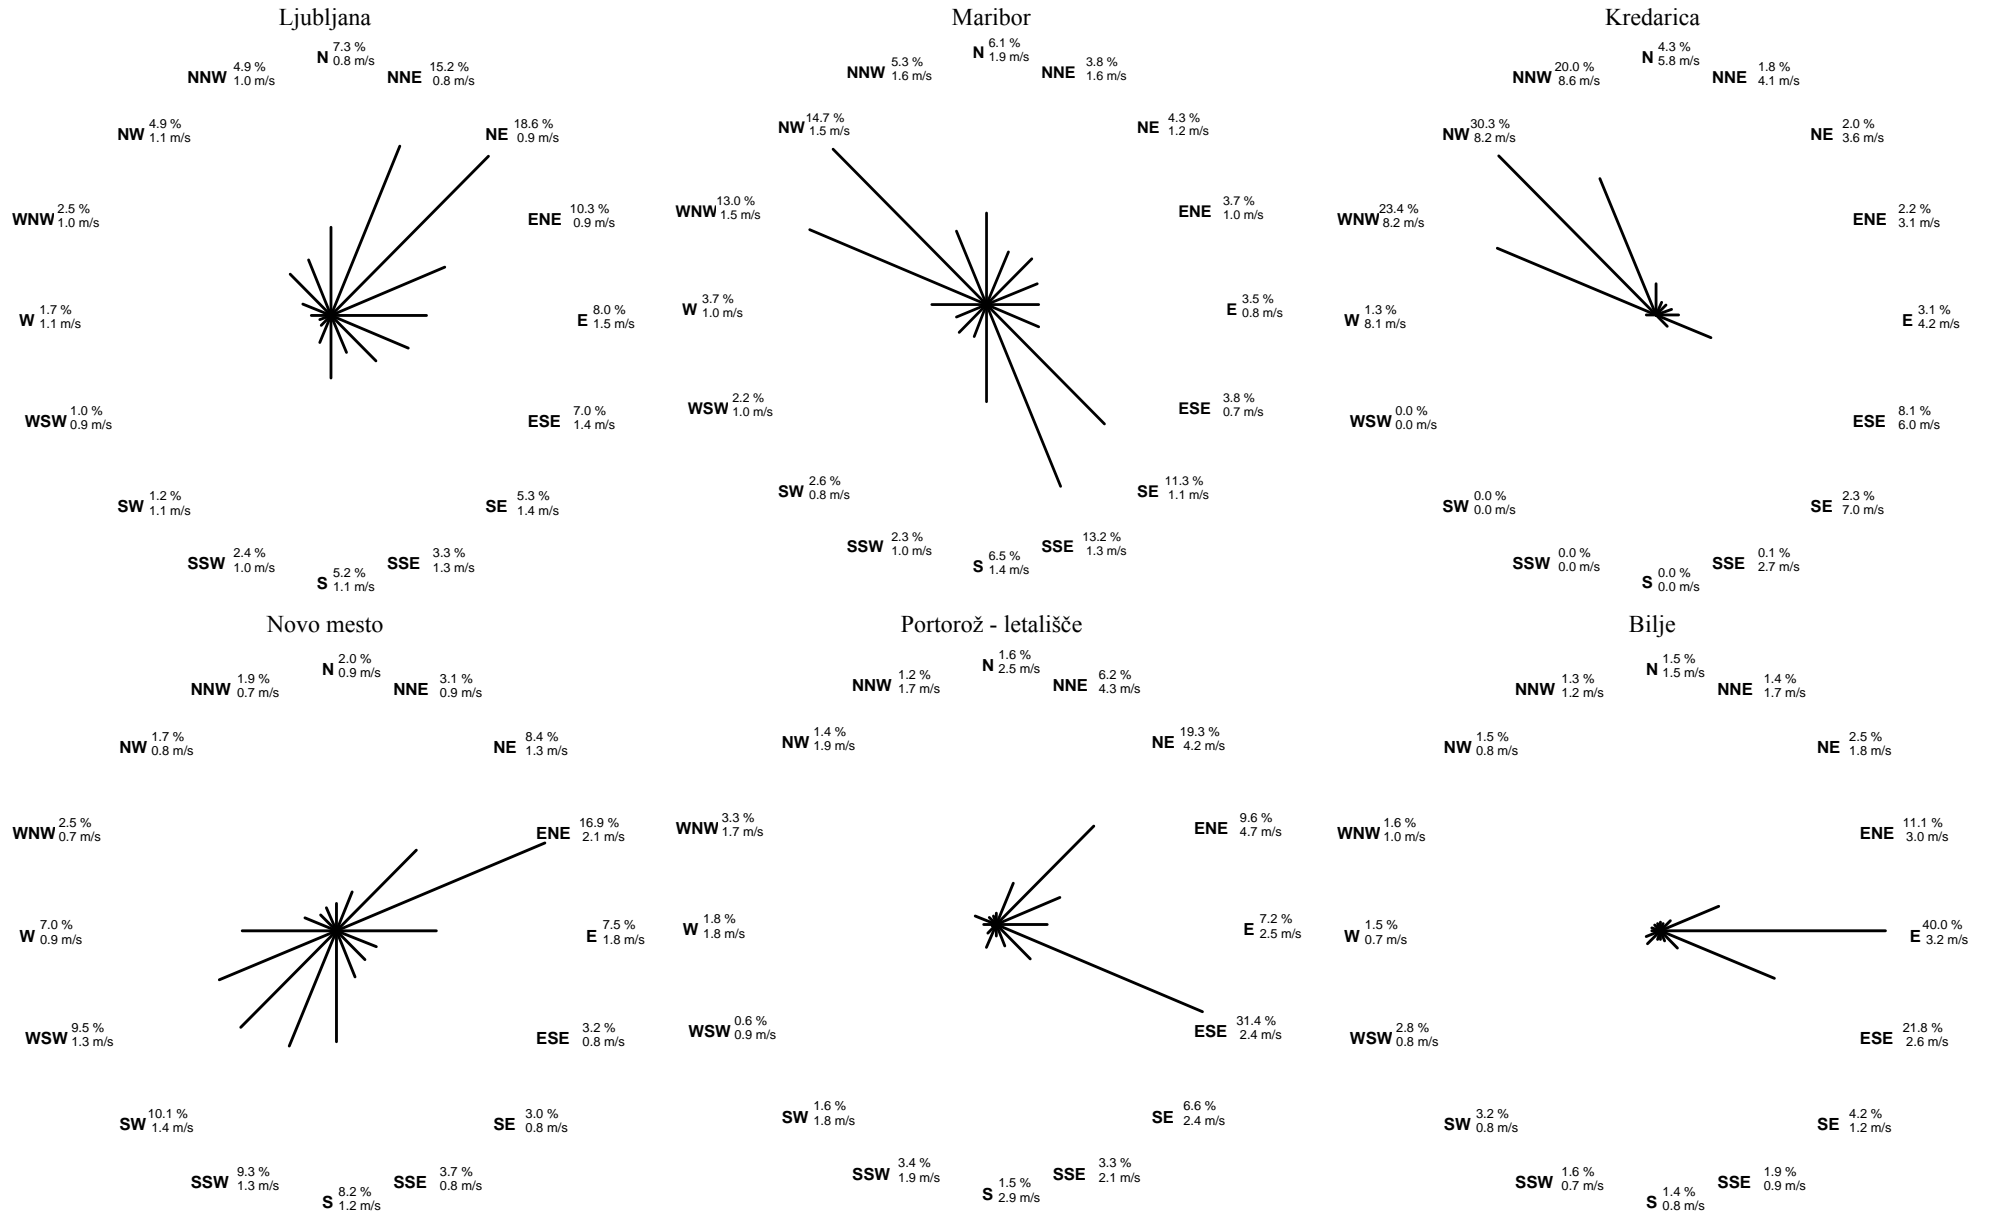 Ljubljana
N 7.3 %
0.8 m/s
NNW 4.9 %
1.0 m/s
NNE 15.2 %
0.8 m/s
NW 4.9 %
1.1 m/s
NE 18.6 %
0.9 m/s
WNW 2.5 %
1.0 m/s
ENE 10.3 %
0.9 m/s
W 1.7 %
1.1 m/s
E 8.0 %
1.5 m/s
WSW 1.0 %
0.9 m/s
ESE 7.0 %
1.4 m/s
SW 1.2 %
1.1 m/s
SE 5.3 %
1.4 m/s
SSW 2.4 %
1.0 m/s
SSE 3.3 %
1.3 m/s
S 5.2 %
1.1 m/s
Maribor
N 6.1 %
1.9 m/s
NNW 5.3 %
1.6 m/s
NNE 3.8 %
1.6 m/s
NW 14.7 %
1.5 m/s
NE 4.3 %
1.2 m/s
WNW 13.0 %
1.5 m/s
ENE 3.7 %
1.0 m/s
W 3.7 %
1.0 m/s
E 3.5 %
0.8 m/s
WSW 2.2 %
1.0 m/s
ESE 3.8 %
0.7 m/s
SW 2.6 %
0.8 m/s
SE 11.3 %
1.1 m/s
SSW 2.3 %
1.0 m/s
SSE 13.2 %
1.3 m/s
S 6.5 %
1.4 m/s
Kredarica
N 4.3 %
5.8 m/s
NNW 20.0 %
8.6 m/s
NNE 1.8 %
4.1 m/s
NW 30.3 %
8.2 m/s
NE 2.0 %
3.6 m/s
WNW 23.4 %
8.2 m/s
ENE 2.2 %
3.1 m/s
W 1.3 %
8.1 m/s
E 3.1 %
4.2 m/s
WSW 0.0 %
0.0 m/s
ESE 8.1 %
6.0 m/s
SW 0.0 %
0.0 m/s
SE 2.3 %
7.0 m/s
SSW 0.0 %
0.0 m/s
SSE 0.1 %
2.7 m/s
S 0.0 %
0.0 m/s
Novo mesto
N 2.0 %
0.9 m/s
NNW 1.9 %
0.7 m/s
NNE 3.1 %
0.9 m/s
NW 1.7 %
0.8 m/s
NE 8.4 %
1.3 m/s
WNW 2.5 %
0.7 m/s
ENE 16.9 %
2.1 m/s
W 7.0 %
0.9 m/s
E 7.5 %
1.8 m/s
WSW 9.5 %
1.3 m/s
ESE 3.2 %
0.8 m/s
SW 10.1 %
1.4 m/s
SE 3.0 %
0.8 m/s
SSW 9.3 %
1.3 m/s
SSE 3.7 %
0.8 m/s
S 8.2 %
1.2 m/s
Portorož - letališče
N 1.6 %
2.5 m/s
NNW 1.2 %
1.7 m/s
NNE 6.2 %
4.3 m/s
NW 1.4 %
1.9 m/s
NE 19.3 %
4.2 m/s
WNW 3.3 %
1.7 m/s
ENE 9.6 %
4.7 m/s
W 1.8 %
1.8 m/s
E 7.2 %
2.5 m/s
WSW 0.6 %
0.9 m/s
ESE 31.4 %
2.4 m/s
SW 1.6 %
1.8 m/s
SE 6.6 %
2.4 m/s
SSW 3.4 %
1.9 m/s
SSE 3.3 %
2.1 m/s
S 1.5 %
2.9 m/s
Bilje
N 1.5 %
1.5 m/s
NNW 1.3 %
1.2 m/s
NNE 1.4 %
1.7 m/s
NW 1.5 %
0.8 m/s
NE 2.5 %
1.8 m/s
WNW 1.6 %
1.0 m/s
ENE 11.1 %
3.0 m/s
W 1.5 %
0.7 m/s
E 40.0 %
3.2 m/s
WSW 2.8 %
0.8 m/s
ESE 21.8 %
2.6 m/s
SW 3.2 %
0.8 m/s
SE 4.2 %
1.2 m/s
SSW 1.6 %
0.7 m/s
SSE 1.9 %
0.9 m/s
S 1.4 %
0.8 m/s